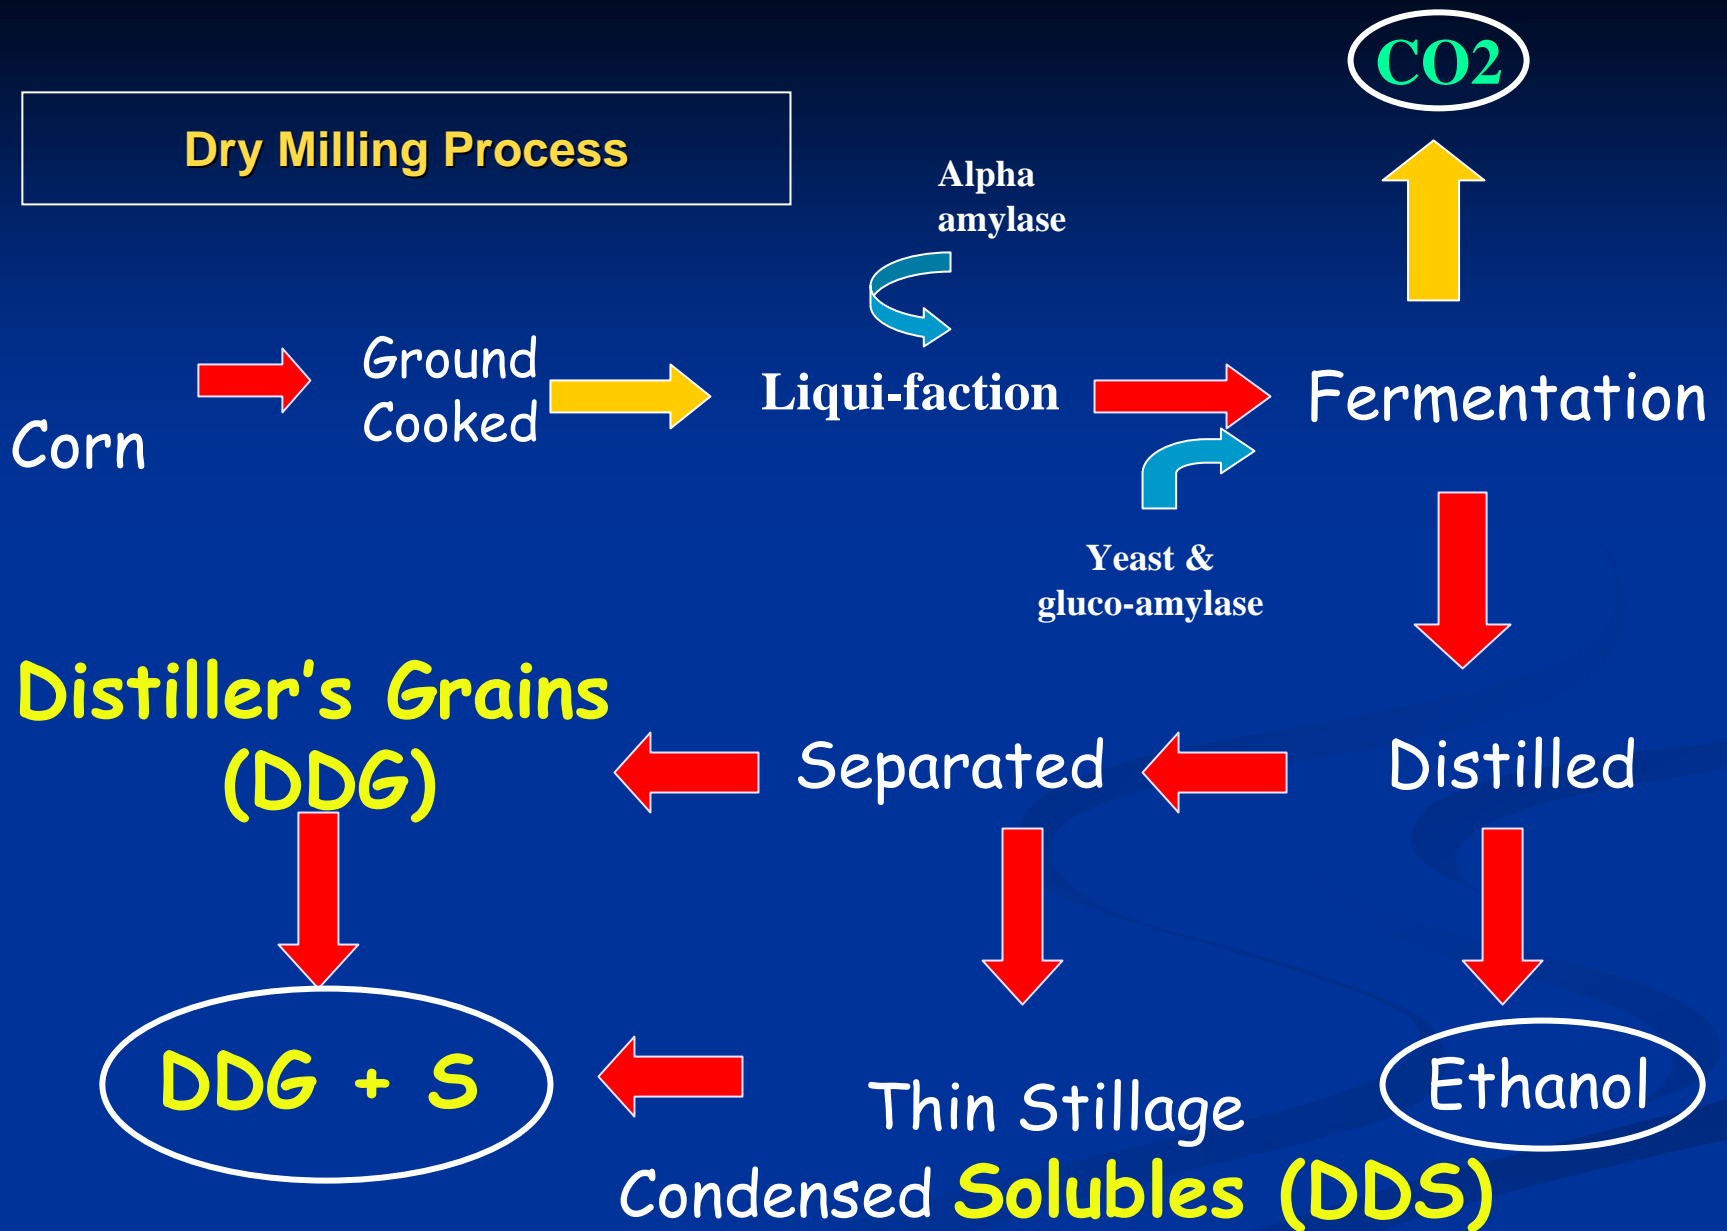 CO2
Dry Milling Process
Alpha
amylase
Ground
Cooked
Liqui-faction
Fermentation
Corn
Yeast &
gluco-amylase
Distiller's Grains
(DDG)
Separated
Distilled
DDG + S
Thin Stillage
Condensed Solubles (DDS)
Ethanol